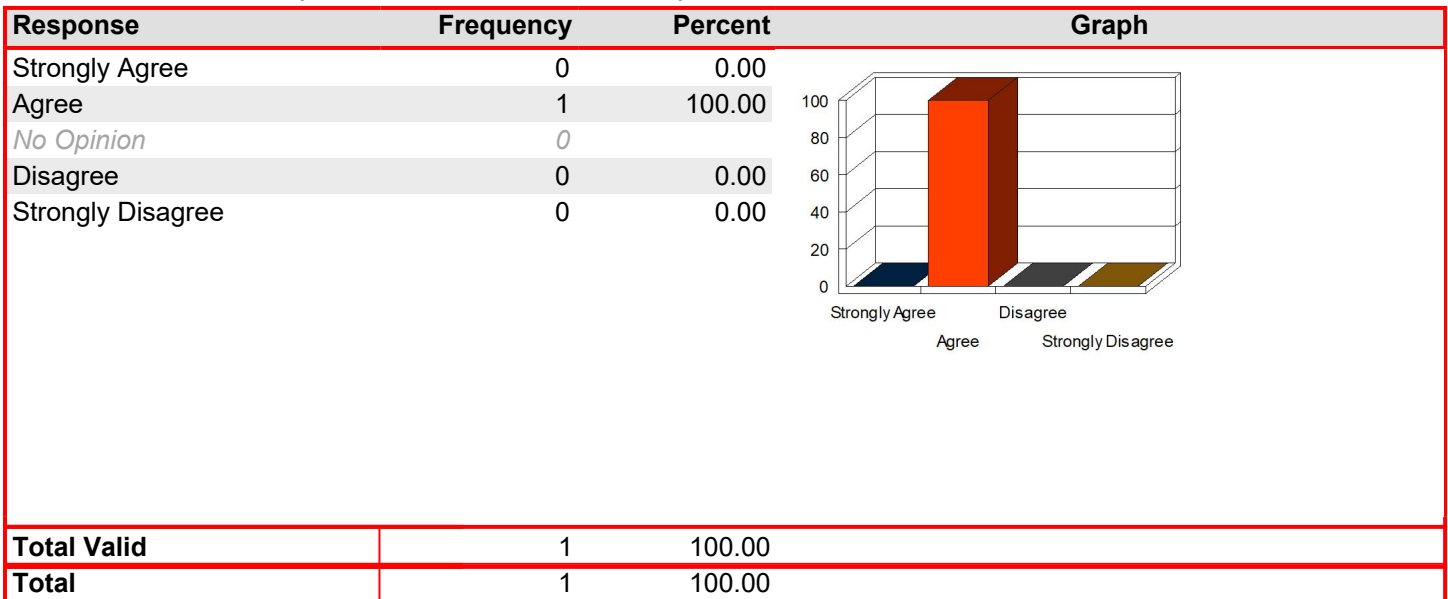 Response Frequency Percent Graph
Strongly Agree 0 0.00
Agree 1 100.00
No Opinion 0
Disagree 0 0.00
Strongly Disagree 0 0.00
100
80
60
40
20
0
Strongly Agree Disagree
Agree Strongly Disagree
Total Valid 1 100.00
Total 1 100.00